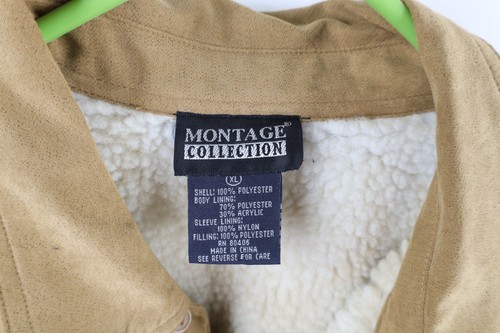 MONTAGE MD
COLLECTION
XL
SHELL: 100% POLYESTER
BODY LINING:
70% POLYESTER
30% ACRYLIC
SLEEVE LINING:
100% NYLON
FILLING: 100% POLYESTER
RN 80406
MADE IN CHINA
SEE REVERSE FOR CARE